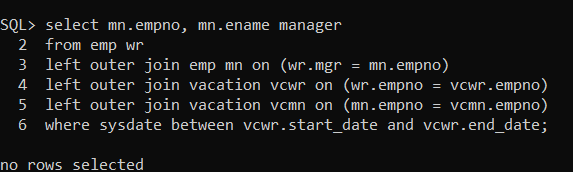 SQL> select mn.empno, mn.ename manager
2 from emp wr
3 left outer join emp mn on (wr.mgr = mn.empno)
4 left outer join vacation vcwr on (wr.empno = vcwr.empno)
5 left outer join vacation vcmn on (mn.empno = vcmn.empno)
6 where sysdate between vcwr.start_date and vcwr.end_date;
no rows selected